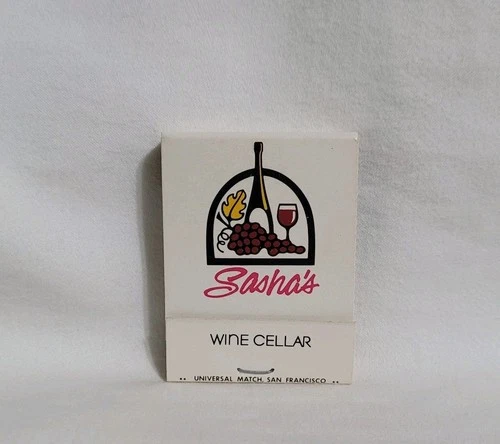 Sasha's
WINE CELLAR
•• UNIVERSAL MATCH, SAN FRANCISCO ••